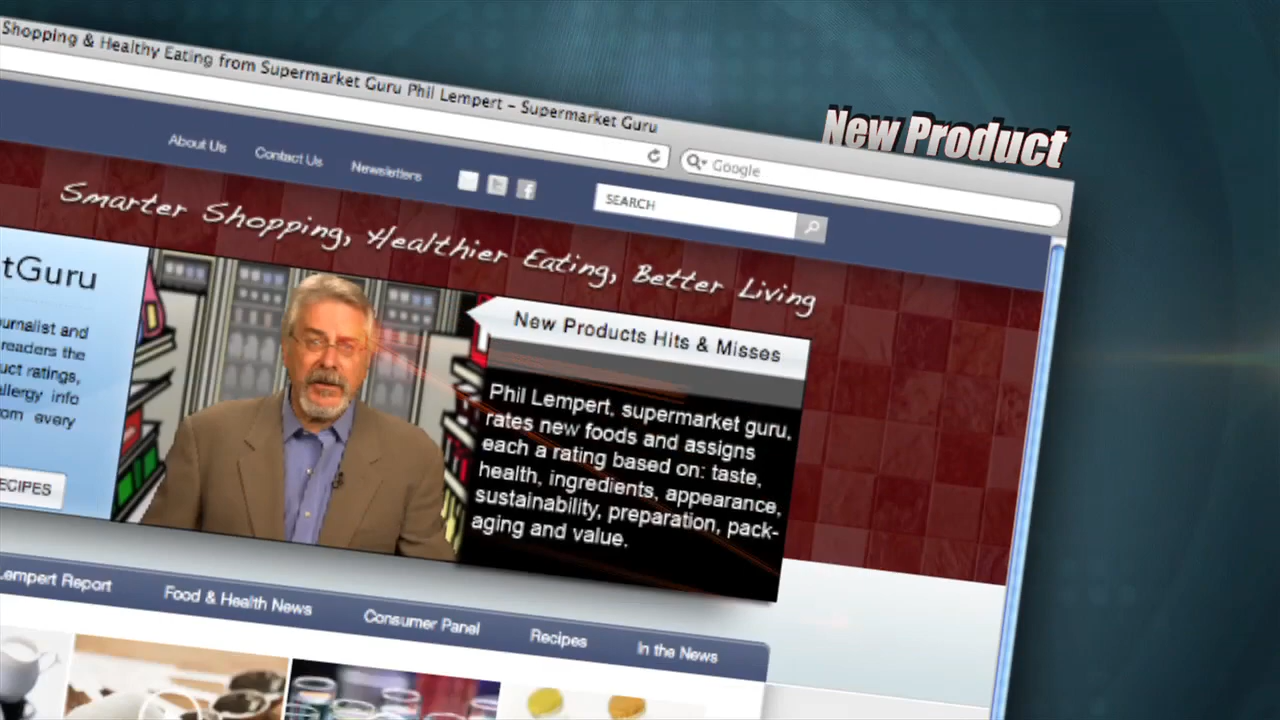 Shopping & Healthy Eating from Supermarket Guru Phil Lempert – Supermarket Guru
New Product
Google
About Us
Contact Us
Newsletters
SEARCH
Smarter Shopping, Healthier Eating, Better Living
tGuru
urnalist and
readers the
uct ratings,
allergy info
om every
ECIPES
New Products Hits & Misses
Phil Lempert, supermarket guru,
rates new foods and assigns
each a rating based on: taste,
health, ingredients, appearance,
sustainability, preparation, pack-
aging and value.
Lempert Report
Food & Health News
Consumer Panel
Recipes
In the News